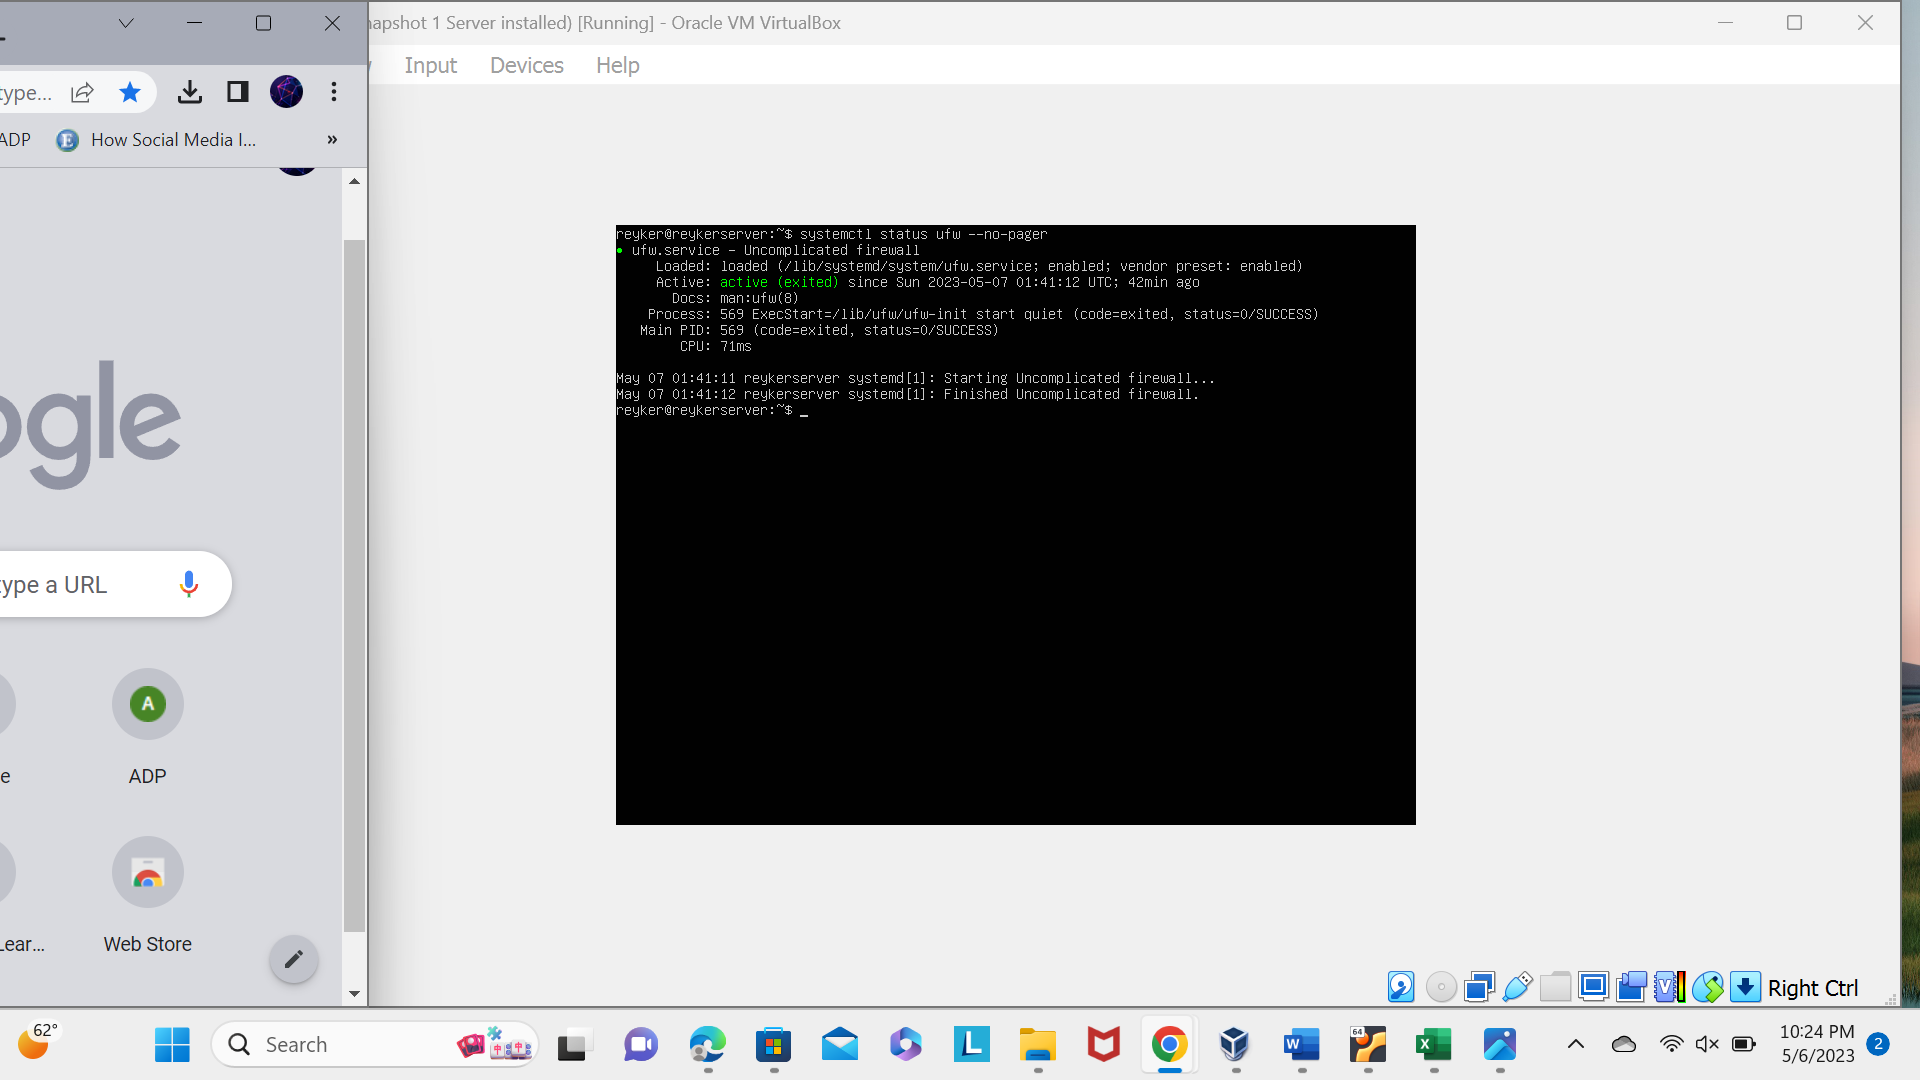 napshot 1 Server installed) [Running] - Oracle VM VirtualBox
Input Devices Help
type...
ADP
How Social Media I...
»
reyker@reykerserver:~$ systemctl status ufw --no-pager
● ufw.service - Uncomplicated firewall
Loaded: loaded (/lib/systemd/system/ufw.service; enabled; vendor preset: enabled)
Active: active (exited) since Sun 2023-05-07 01:41:12 UTC; 42min ago
Docs: man:ufw(8)
Process: 569 ExecStart=/lib/ufw/ufw-init start quiet (code=exited, status=0/SUCCESS)
Main PID: 569 (code=exited, status=0/SUCCESS)
CPU: 71ms
May 07 01:41:11 reykerserver systemd[1]: Starting Uncomplicated firewall...
May 07 01:41:12 reykerserver systemd[1]: Finished Uncomplicated firewall.
reyker@reykerserver:~$ _
ogle
type a URL
A
e
ADP
Lear...
Web Store
Right Ctrl
62°
Search
10:24 PM
5/6/2023
2